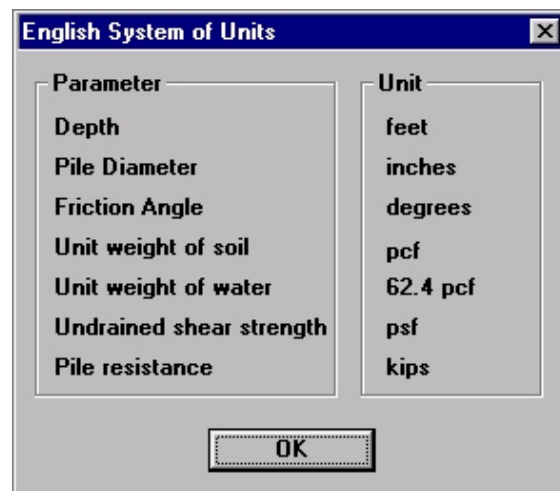 English System of Units
Parameter Unit
Depth feet
Pile Diameter inches
Friction Angle degrees
Unit weight of soil pcf
Unit weight of water 62.4 pcf
Undrained shear strength psf
Pile resistance kips
OK